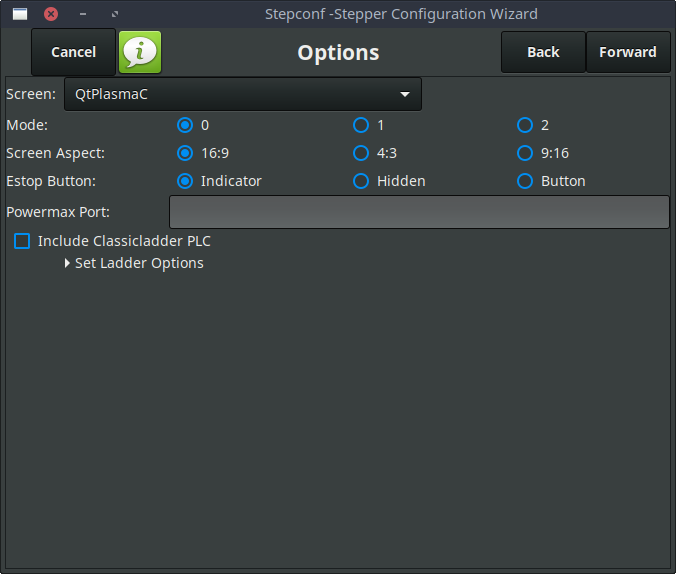 Stepconf -Stepper Configuration Wizard
Cancel i Options Back Forward
Screen: QtPlasmaC
Mode: 0 1 2
Screen Aspect: 16:9 4:3 9:16
Estop Button: Indicator Hidden Button
Powermax Port:
Include Classicladder PLC
Set Ladder Options